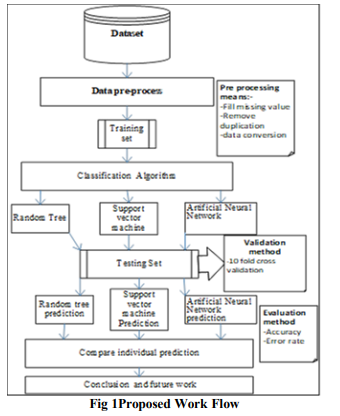 Dataset
Data pre-process
Pre processing
means:-
-Fill missing value
-Remove
duplication
-data conversion
Training
set
Classification Algorithm
Random Tree
Support
vector
machine
Artificial Neural
Network
Testing Set
Validation
method
-10 fold cross
validation
Random tree
prediction
Support
vector
machine
Prediction
Artificial Neural
Network
prediction
Evaluation
method
-Accuracy
-Error rate
Compare individual prediction
Conclusion and future work
Fig 1Proposed Work Flow